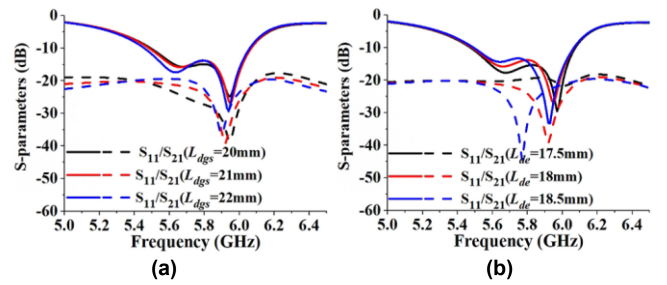 0
-10
-20
-30
-40
-50
-60
S-parameters (dB)
S11/S21(Ldgs=20mm)
S11/S21(Ldgs=21mm)
S11/S21(Ldgs=22mm)
5.0 5.2 5.4 5.6 5.8 6.0 6.2 6.4
Frequency (GHz)
(a)
0
-10
-20
-30
-40
-50
-60
S-parameters (dB)
S11/S21(Lde=17.5mm)
S11/S21(Lde=18mm)
S11/S21(Lde=18.5mm)
5.0 5.2 5.4 5.6 5.8 6.0 6.2 6.4
Frequency (GHz)
(b)